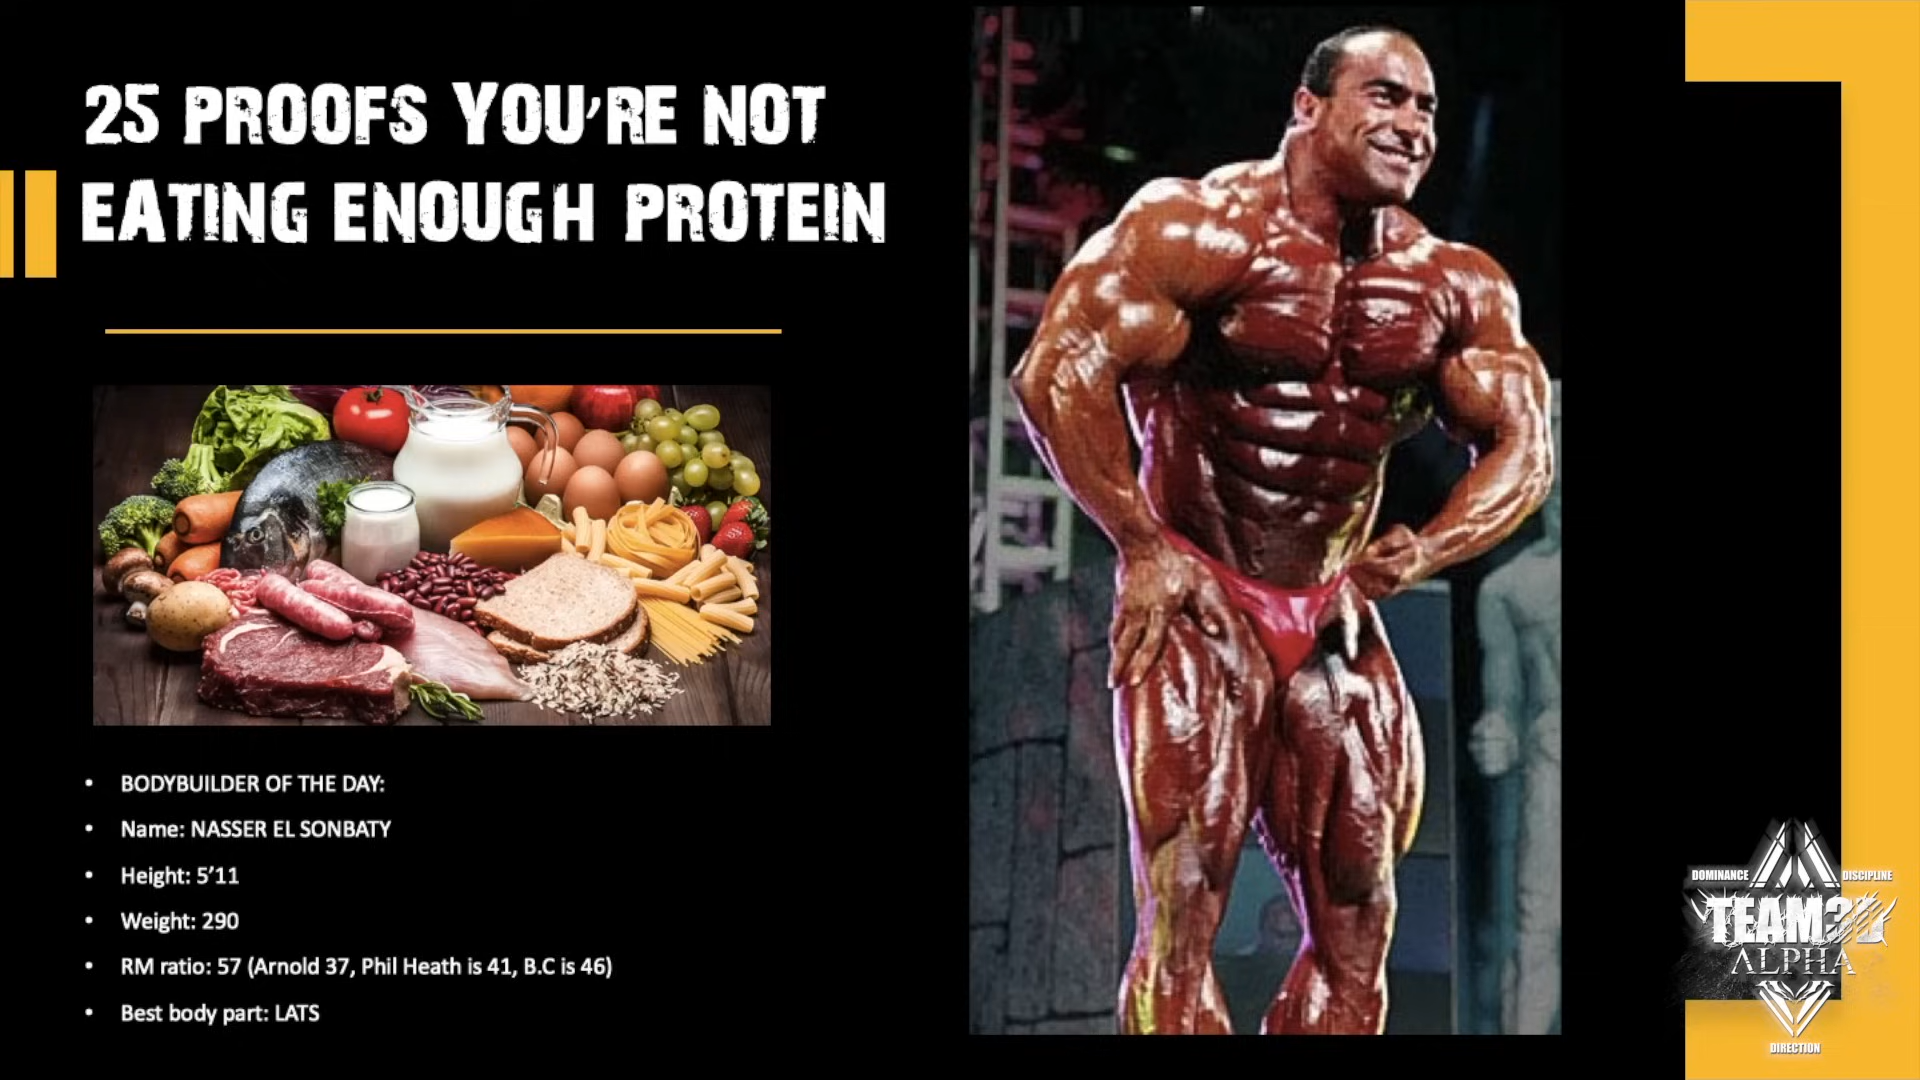 25 PROOFS YOU'RE NOT
EATING ENOUGH PROTEIN
• BODYBUILDER OF THE DAY:
• Name: NASSER EL SONBATY
• Height: 5'11
• Weight: 290
• RM ratio: 57 (Arnold 37, Phil Heath is 41, B.C is 46)
• Best body part: LATS
DOMINANCE
DISCIPLINE
TEAM3D
ALPHA
DIRECTION